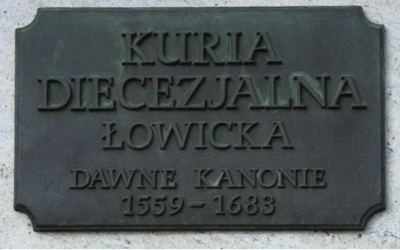 KURIA
DIECEZJALNA
ŁOWICKA
DAWNE KANONIE
1559 - 1683